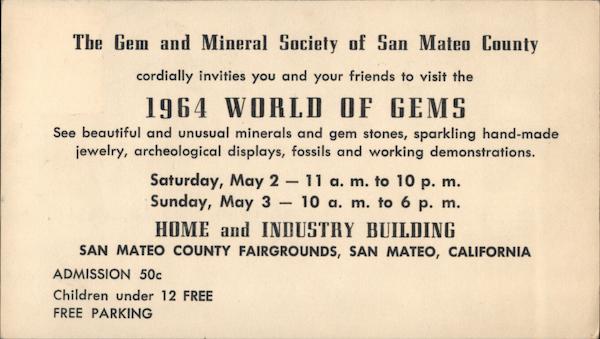 The Gem and Mineral Society of San Mateo County
cordially invites you and your friends to visit the
1964 WORLD OF GEMS
See beautiful and unusual minerals and gem stones, sparkling hand-made
jewelry, archeological displays, fossils and working demonstrations.
Saturday, May 2 — 11 a. m. to 10 p. m.
Sunday, May 3 — 10 a. m. to 6 p. m.
HOME and INDUSTRY BUILDING
SAN MATEO COUNTY FAIRGROUNDS, SAN MATEO, CALIFORNIA
ADMISSION 50c
Children under 12 FREE
FREE PARKING